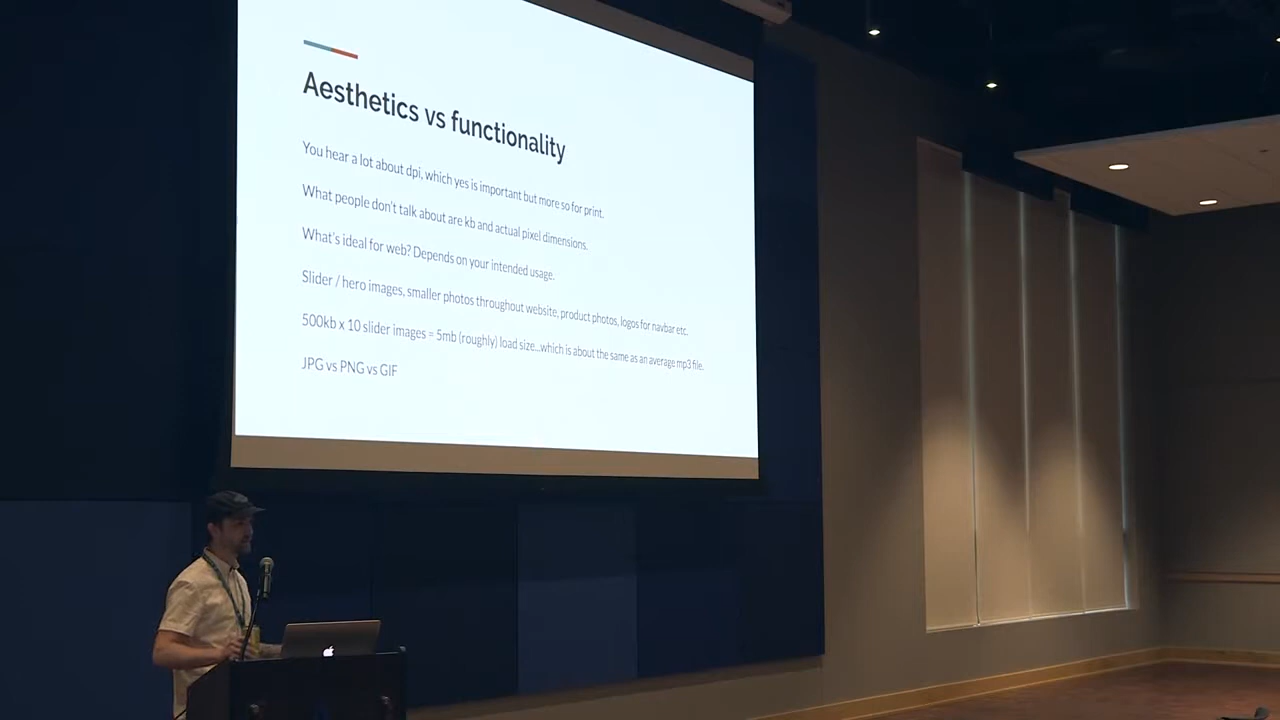 Aesthetics vs functionality
You hear a lot about dpi, which yes is important but more so for print.
What people don't talk about are kb and actual pixel dimensions.
What's ideal for web? Depends on your intended usage.
Slider / hero images, smaller photos throughout website, product photos, logos for navbar etc.
500kb x 10 slider images = 5mb (roughly) load size...which is about the same as an average mp3 file.
JPG vs PNG vs GIF